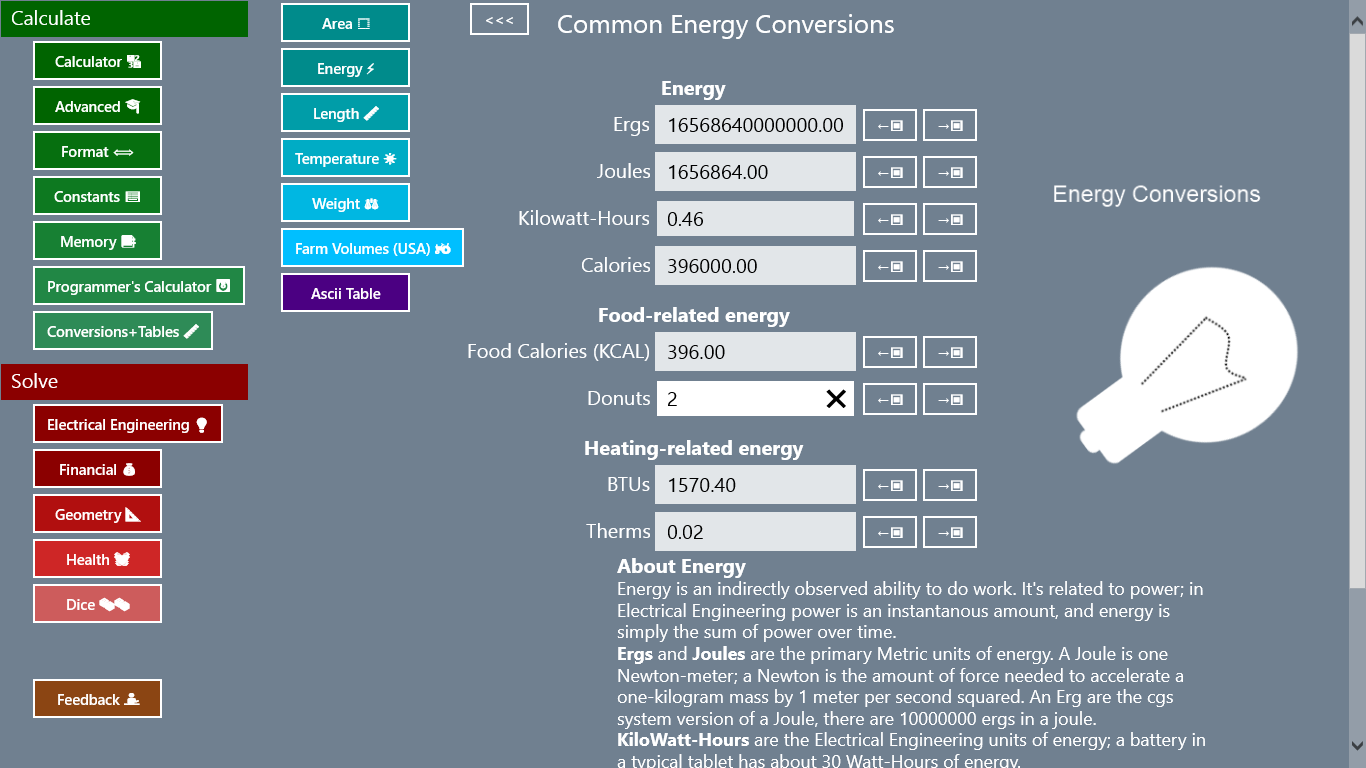 Calculate
Calculator
Advanced
Format
Constants
Memory
Programmer's Calculator
Conversions+Tables
Solve
Electrical Engineering
Financial
Geometry
Health
Dice
Feedback
Area
Energy
Length
Temperature
Weight
Farm Volumes (USA)
Ascii Table
<<<
Common Energy Conversions
Energy
Ergs 16568640000000.00
Joules 1656864.00
Kilowatt-Hours 0.46
Calories 396000.00
Food-related energy
Food Calories (KCAL) 396.00
Donuts 2
Heating-related energy
BTUs 1570.40
Therms 0.02
About Energy
Energy is an indirectly observed ability to do work. It's related to power; in
Electrical Engineering power is an instantanous amount, and energy is
simply the sum of power over time.
Ergs and Joules are the primary Metric units of energy. A Joule is one
Newton-meter; a Newton is the amount of force needed to accelerate a
one-kilogram mass by 1 meter per second squared. An Erg are the cgs
system version of a Joule, there are 10000000 ergs in a joule.
KiloWatt-Hours are the Electrical Engineering units of energy; a battery in
a typical tablet has about 30 Watt-Hours of energy.
Energy Conversions